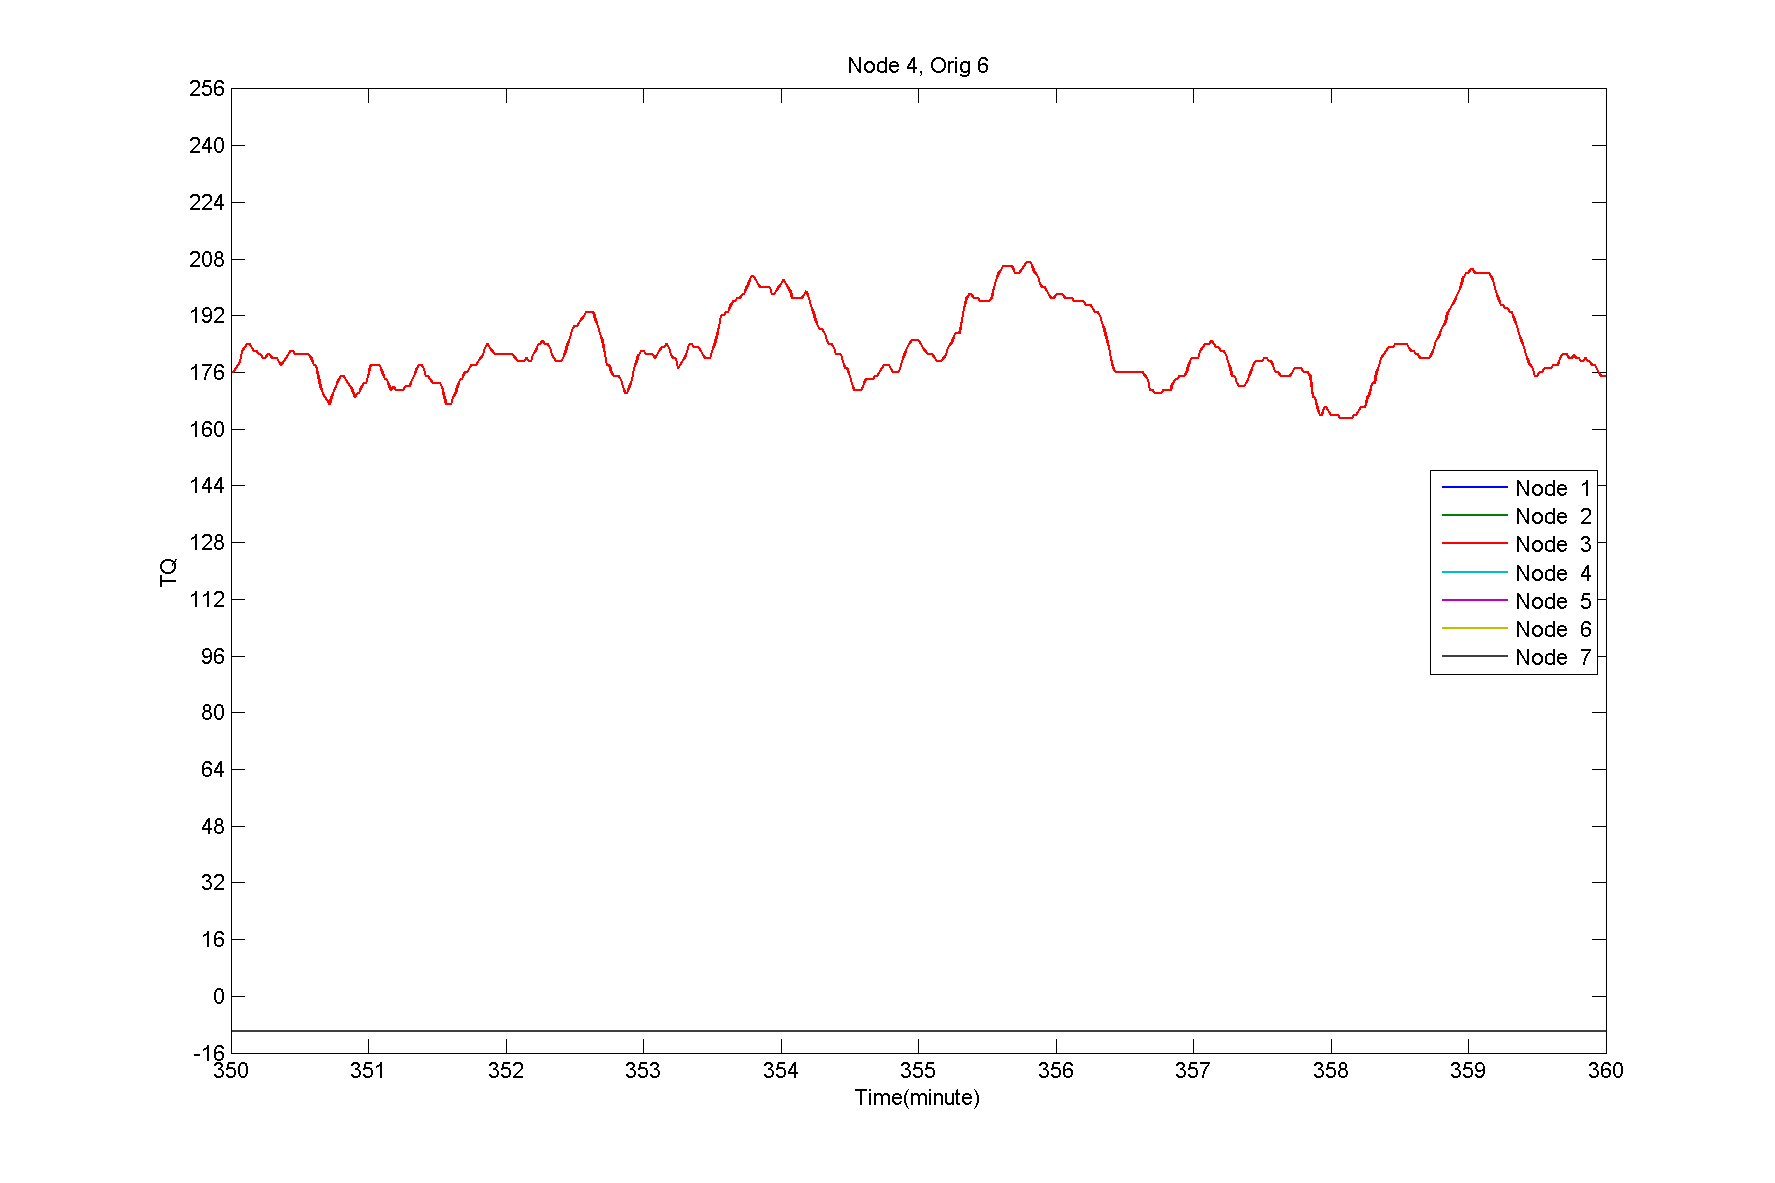 Node 4, Orig 6
256
240
224
208
192
176
160
144
128
112
96
80
64
48
32
16
0
-16
TQ
Node 1
Node 2
Node 3
Node 4
Node 5
Node 6
Node 7
350 351 352 353 354 355 356 357 358 359 360
Time(minute)